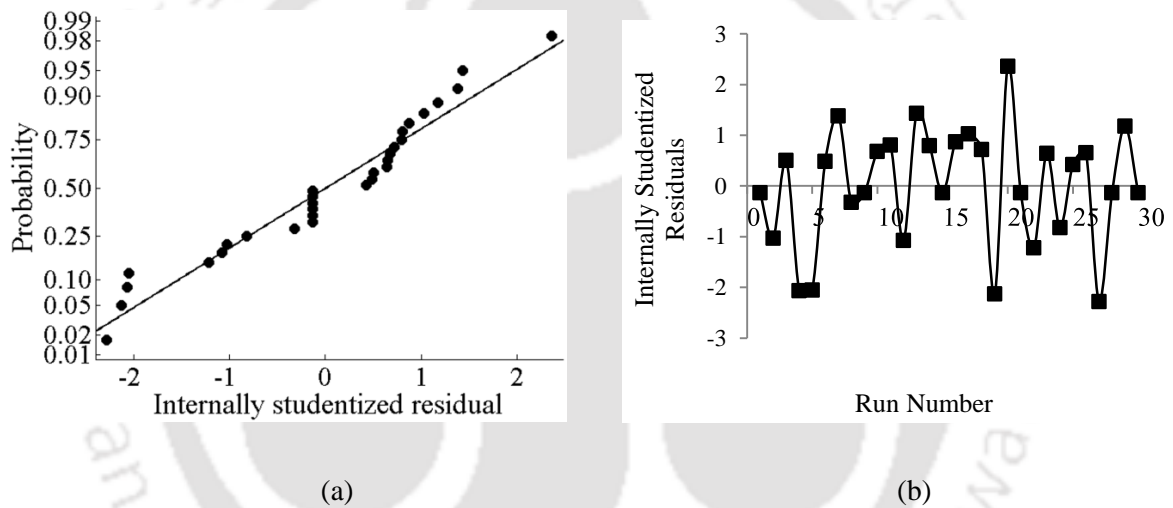 0.99
0.98
0.95
0.90
0.75
0.50
0.25
0.10
0.05
0.02
0.01
Probability
-2 -1 0 1 2
Internally studentized residual
(a)
3
2
1
0
-1
-2
-3
Internally Studentized
Residuals
0 5 10 15 20 25 30
Run Number
(b)